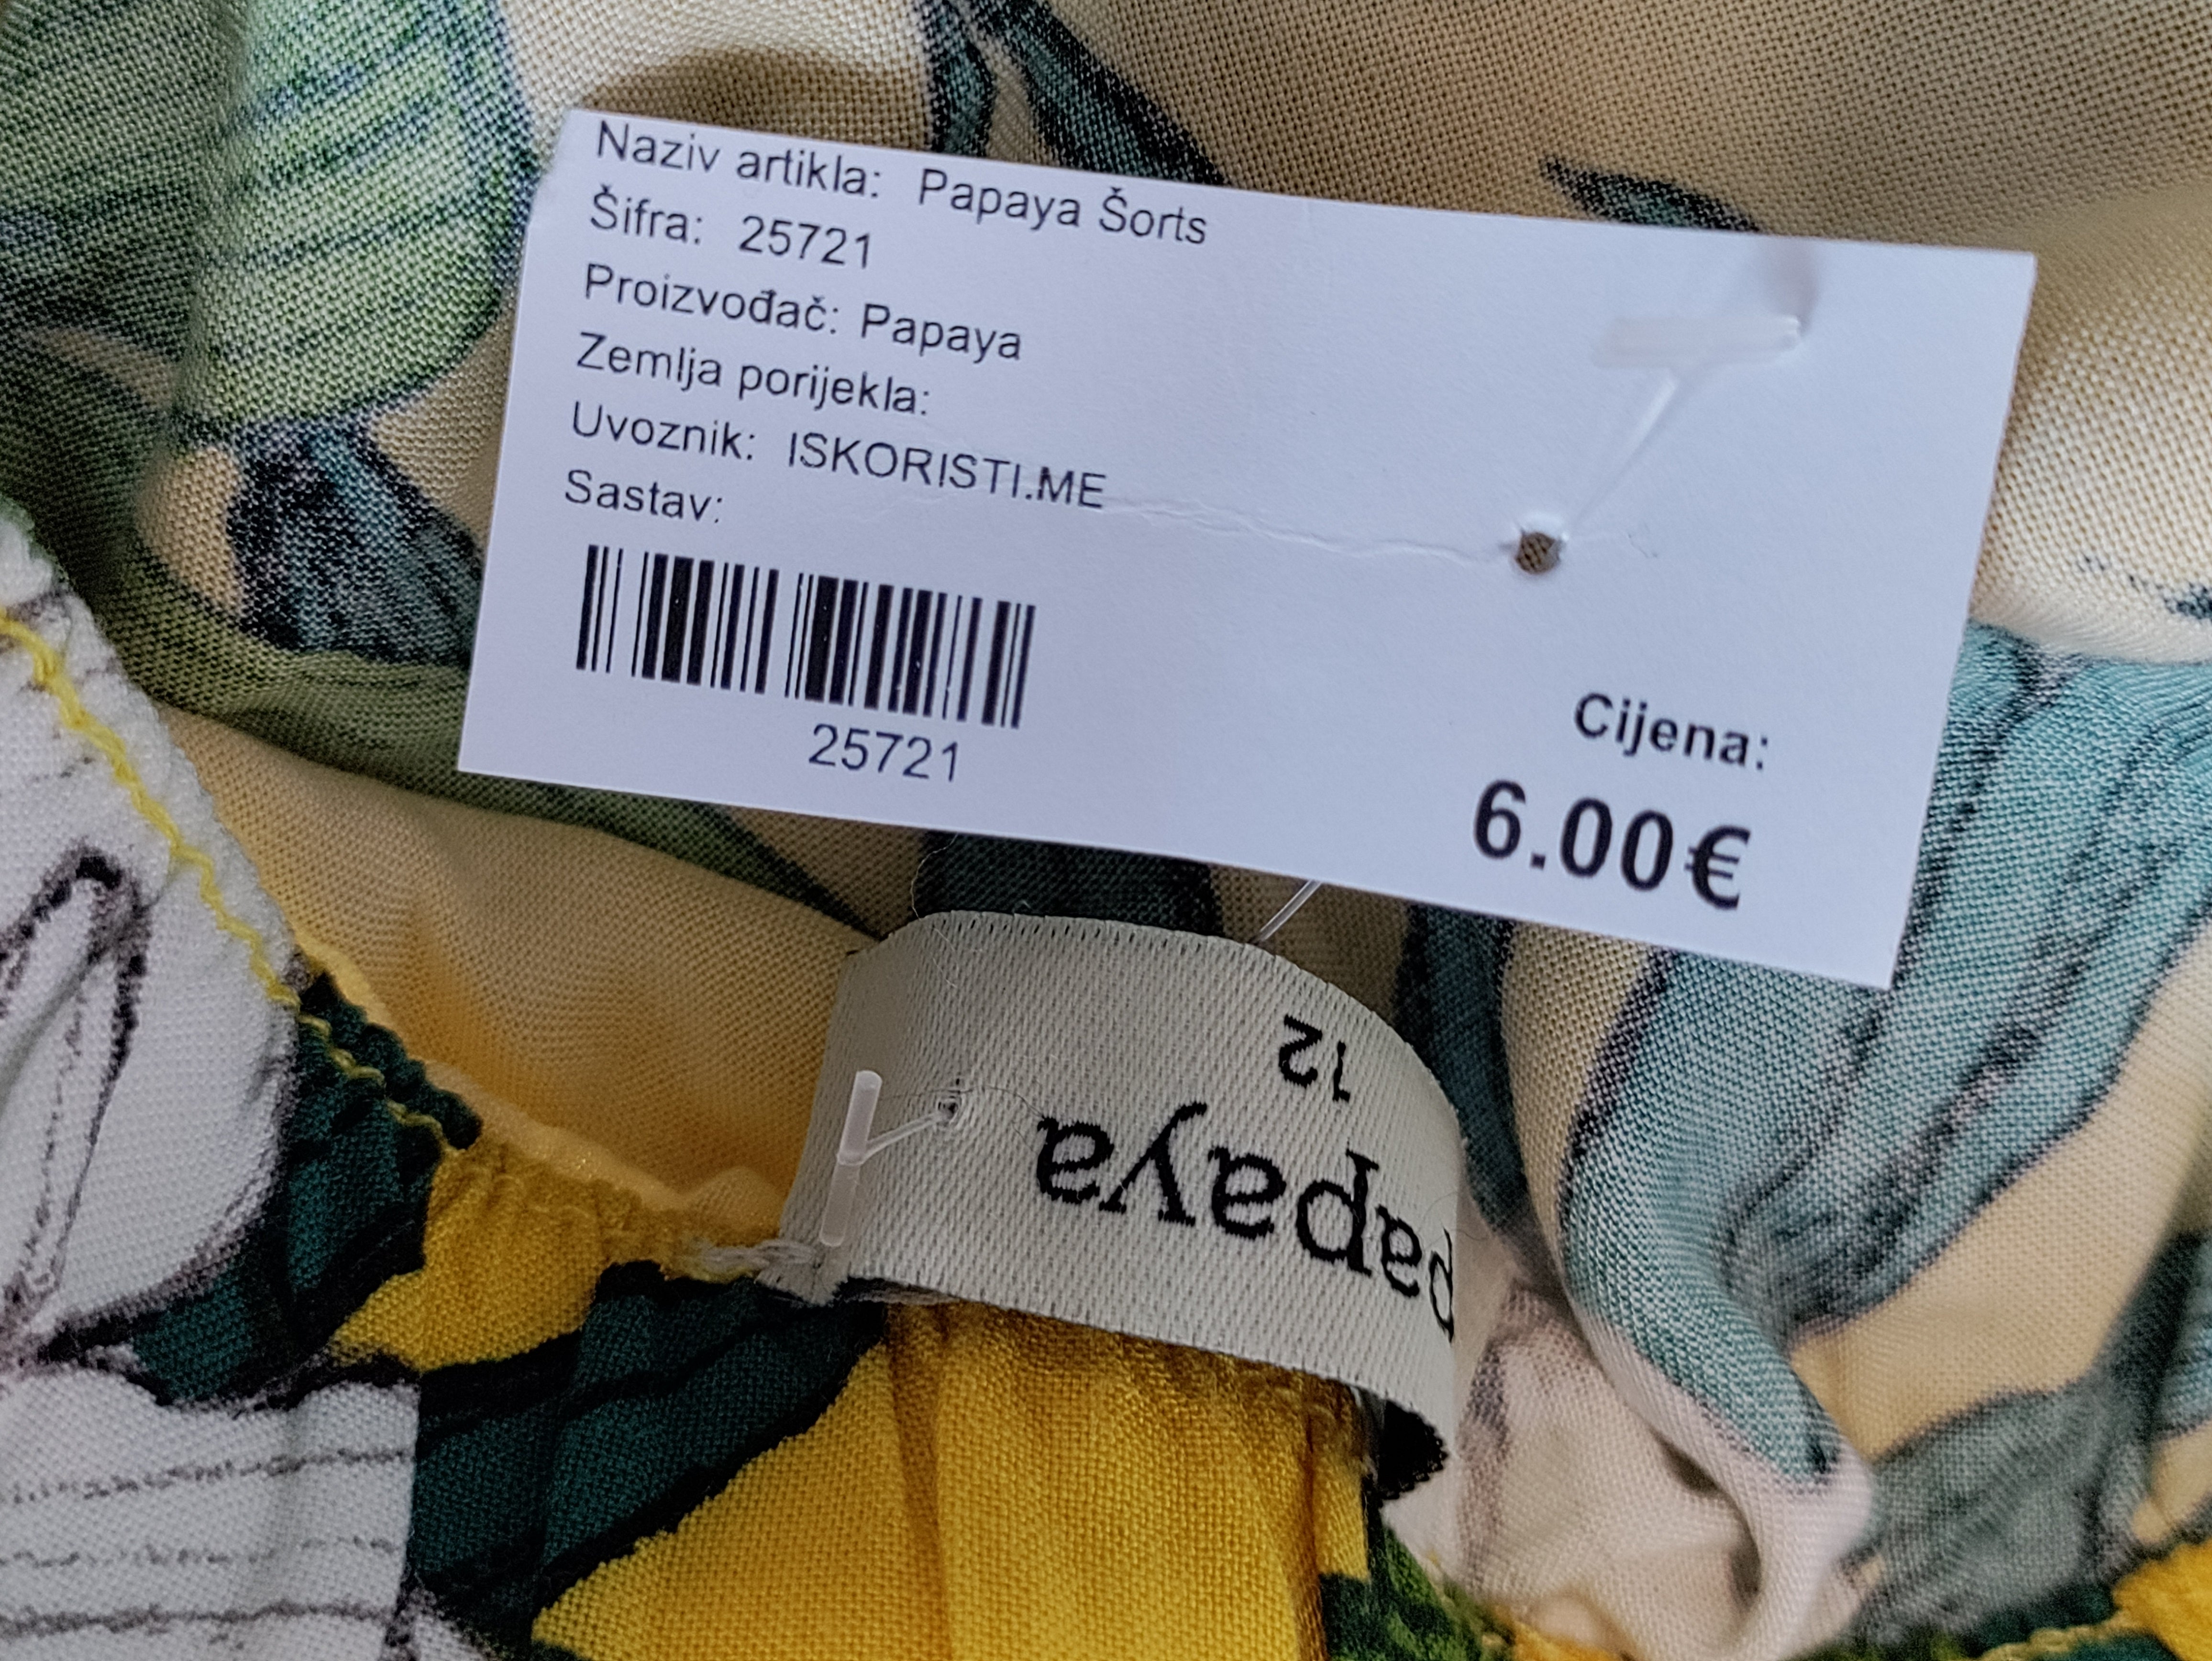 Naziv artikla: Papaya Šorts
Šifra: 25721
Proizvođač: Papaya
Zemlja porijekla:
Uvoznik: ISKORISTI.ME
Sastav:
25721
Cijena:
6.00€
papaya
12